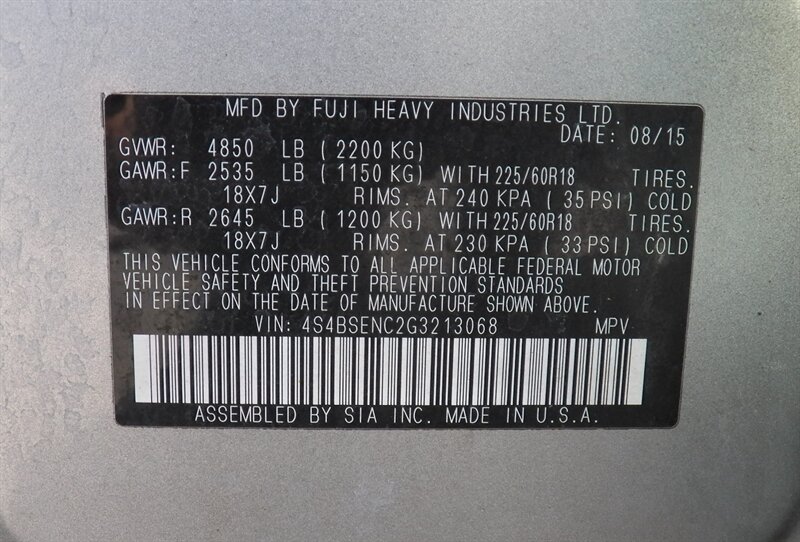 MFD BY FUJI HEAVY INDUSTRIES LTD.
DATE: 08/15
GVWR: 4850 LB ( 2200 KG)
GAWR:F 2535 LB ( 1150 KG) WITH 225/60R18 TIRES.
18X7J RIMS. AT 240 KPA ( 35 PSI) COLD
GAWR:R 2645 LB ( 1200 KG) WITH 225/60R18 TIRES.
18X7J RIMS. AT 230 KPA ( 33 PSI) COLD
THIS VEHICLE CONFORMS TO ALL APPLICABLE FEDERAL MOTOR
VEHICLE SAFETY AND THEFT PREVENTION STANDARDS
IN EFFECT ON THE DATE OF MANUFACTURE SHOWN ABOVE.
VIN: 4S4BSENC2G3213068 MPV
ASSEMBLED BY SIA INC. MADE IN U.S.A.